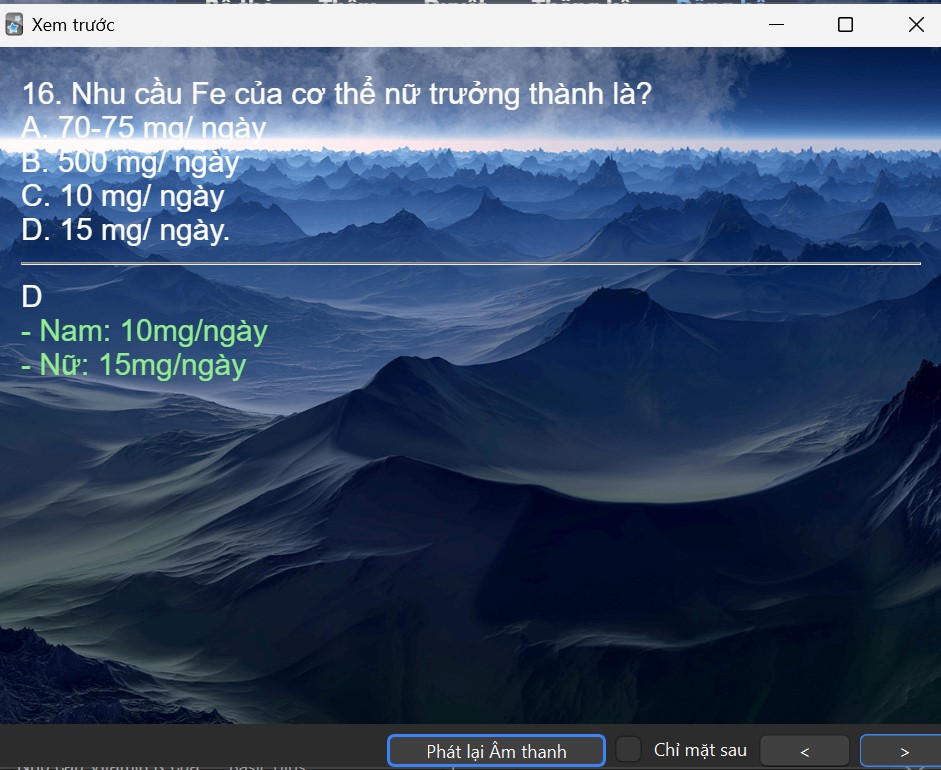 Xem trước
16. Nhu cầu Fe của cơ thể nữ trưởng thành là?
A. 70-75 mg/ ngày
B. 500 mg/ ngày
C. 10 mg/ ngày
D. 15 mg/ ngày.
D
- Nam: 10mg/ngày
- Nữ: 15mg/ngày
Phát lại Âm thanh
Chỉ mặt sau
<
>